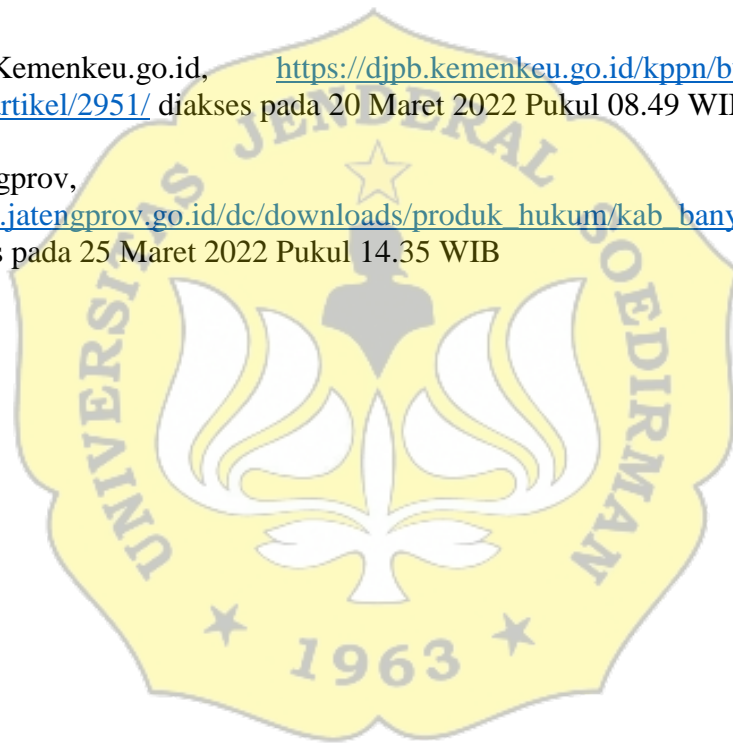 Kemenkeu.go.id, https://djpb.kemenkeu.go.id/kppn/b
rtikel/2951/ diakses pada 20 Maret 2022 Pukul 08.49 WI
gprov,
.jatengprov.go.id/dc/downloads/produk_hukum/kab_bany
s pada 25 Maret 2022 Pukul 14.35 WIB
UNIVERSITAS JENDERAL SOEDIRMAN
1963